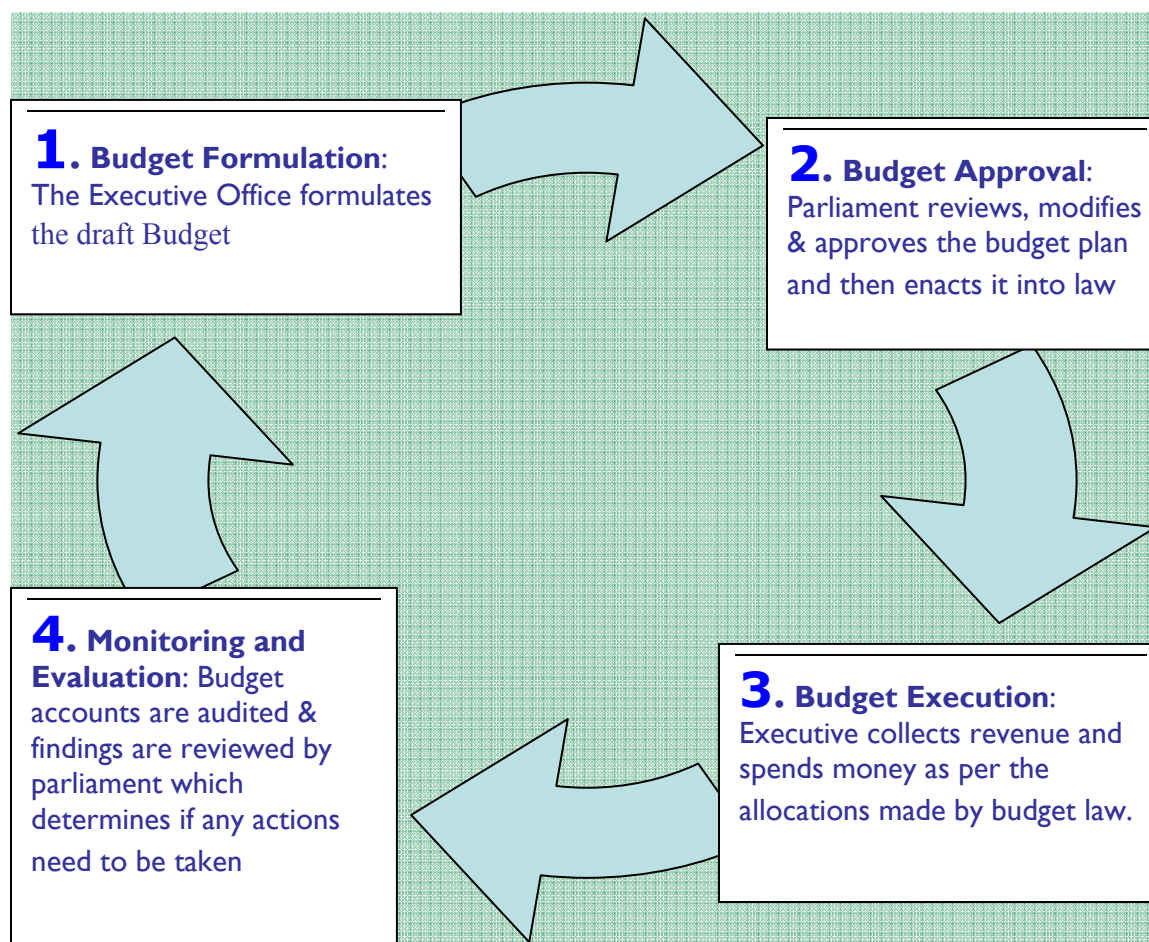 1. Budget Formulation:
The Executive Office formulates
the draft Budget
2. Budget Approval:
Parliament reviews, modifies
& approves the budget plan
and then enacts it into law
3. Budget Execution:
Executive collects revenue and
spends money as per the
allocations made by budget law.
4. Monitoring and
Evaluation: Budget
accounts are audited &
findings are reviewed by
parliament which
determines if any actions
need to be taken